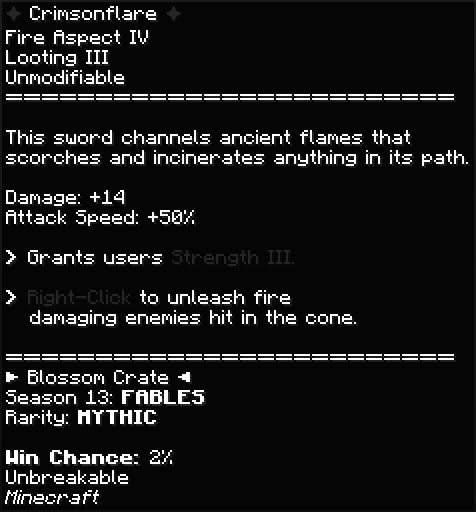 ✦ Crimsonflare ✦
Fire Aspect IV
Looting III
Unmodifiable
==============================
This sword channels ancient flames that
scorches and incinerates anything in its path.
Damage: +14
Attack Speed: +50%
> Grants users Strength III.
> Right-Click to unleash fire
damaging enemies hit in the cone.
==============================
► Blossom Crate ◄
Season 13: FABLES
Rarity: MYTHIC
Win Chance: 2%
Unbreakable
Minecraft